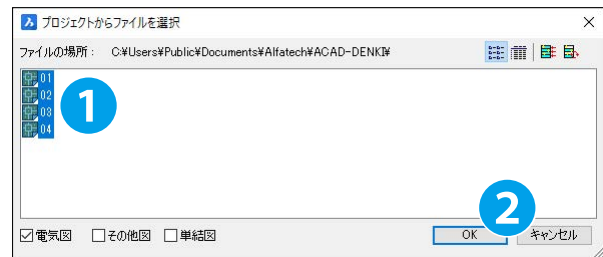 プロジェクトからファイルを選択
ファイルの場所： C:¥Users¥Public¥Documents¥Alfatech¥ACAD-DENKI¥
01
02
03
04
1
2
電気図 その他図 単結図 OK キャンセル